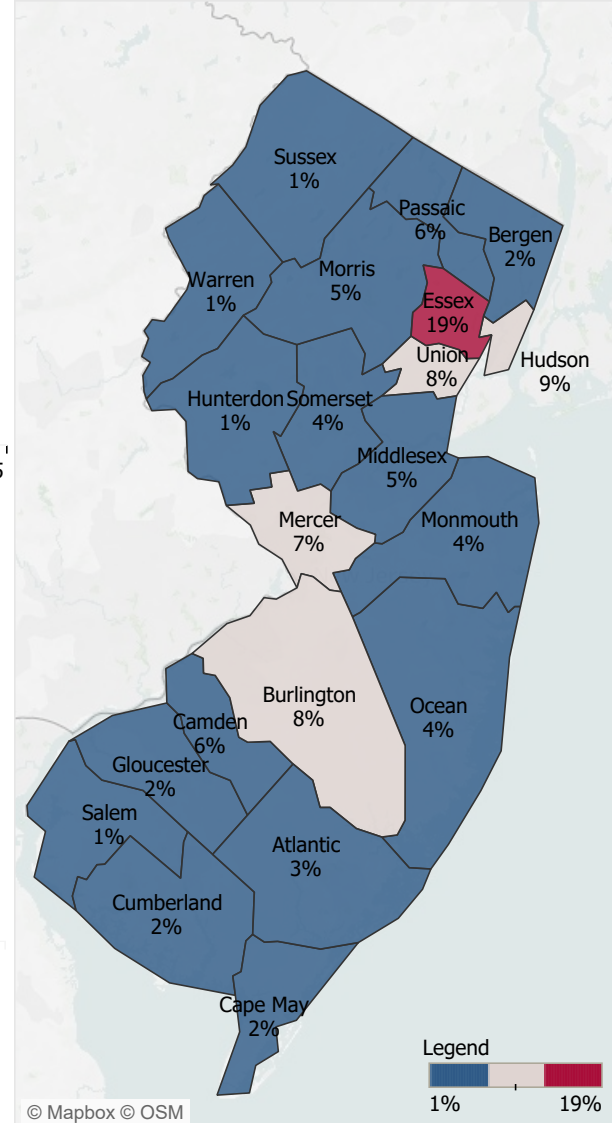 Sussex
1%
Passaic
6%
Bergen
2%
Warren
1%
Morris
5%
Essex
19%
Union
8%
Hudson
9%
Hunterdon
1%
Somerset
4%
Middlesex
5%
-
Mercer
7%
Monmouth
4%
Burlington
8%
Ocean
4%
Camden
6%
Gloucester
2%
Salem
1%
Atlantic
3%
Cumberland
2%
Cape May
2%
Legend
1%
19%
© Mapbox © OSM